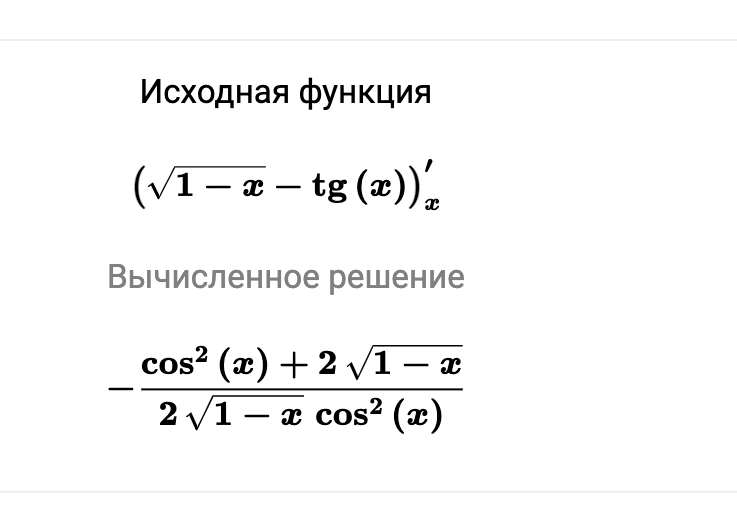 Исходная функция
(√(1 − x) − tg (x))′ₓ
Вычисленное решение
− (cos² (x) + 2 √(1 − x)) / (2 √(1 − x) cos² (x))